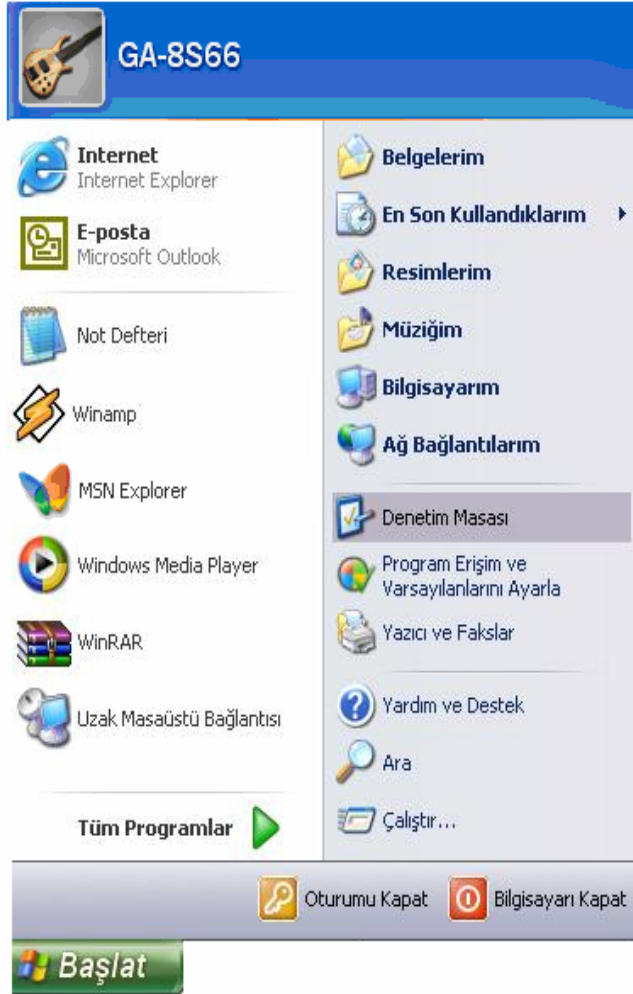 GA-8S66
Internet
Internet Explorer
E-posta
Microsoft Outlook
Not Defteri
Winamp
MSN Explorer
Windows Media Player
WinRAR
Uzak Masaüstü Bağlantısı
Tüm Programlar
Belgelerim
En Son Kullandıklarım
Resimlerim
Müziğim
Bilgisayarım
Ağ Bağlantılarım
Denetim Masası
Program Erişim ve
Varsayılanlarını Ayarla
Yazıcı ve Fakslar
Yardım ve Destek
Ara
Çalıştır...
Oturumu Kapat
Bilgisayarı Kapat
Başlat